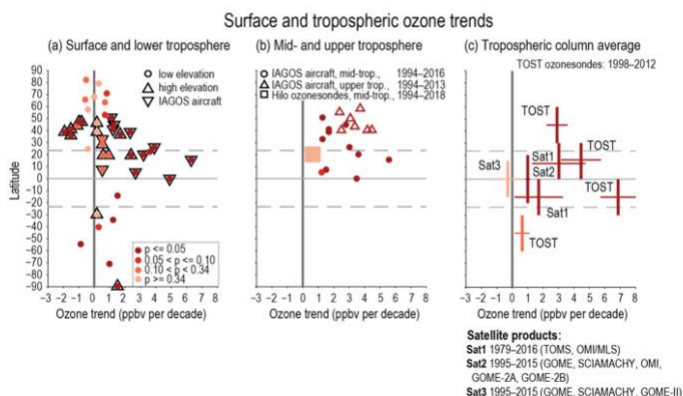 Surface and tropospheric ozone trends
(a) Surface and lower troposphere
(b) Mid- and upper troposphere
(c) Tropospheric column average
low elevation
high elevation
IAGOS aircraft
IAGOS aircraft, mid-trop., 1994–2016
IAGOS aircraft, upper trop., 1994–2013
Hilo ozonesondes, mid-trop., 1994–2018
TOST ozonesondes: 1998–2012
90
80
70
60
50
40
30
20
10
0
−10
−20
−30
−40
−50
−60
−70
−80
−90
Latitude
p <= 0.05
0.05 < p <= 0.10
0.10 < p < 0.34
p >= 0.34
TOST
TOST
Sat1
Sat3
Sat2
TOST
Sat1
TOST
−3 −2 −1 0 1 2 3 4 5 6 7 8
−3 −2 −1 0 1 2 3 4 5 6 7 8
−3 −2 −1 0 1 2 3 4 5 6 7 8
Ozone trend (ppbv per decade)
Ozone trend (ppbv per decade)
Ozone trend (ppbv per decade)
Satellite products:
Sat1 1979–2016 (TOMS, OMI/MLS)
Sat2 1995–2015 (GOME, SCIAMACHY, OMI,
GOME-2A, GOME-2B)
Sat3 1995–2015 (GOME, SCIAMACHY, GOME-II)